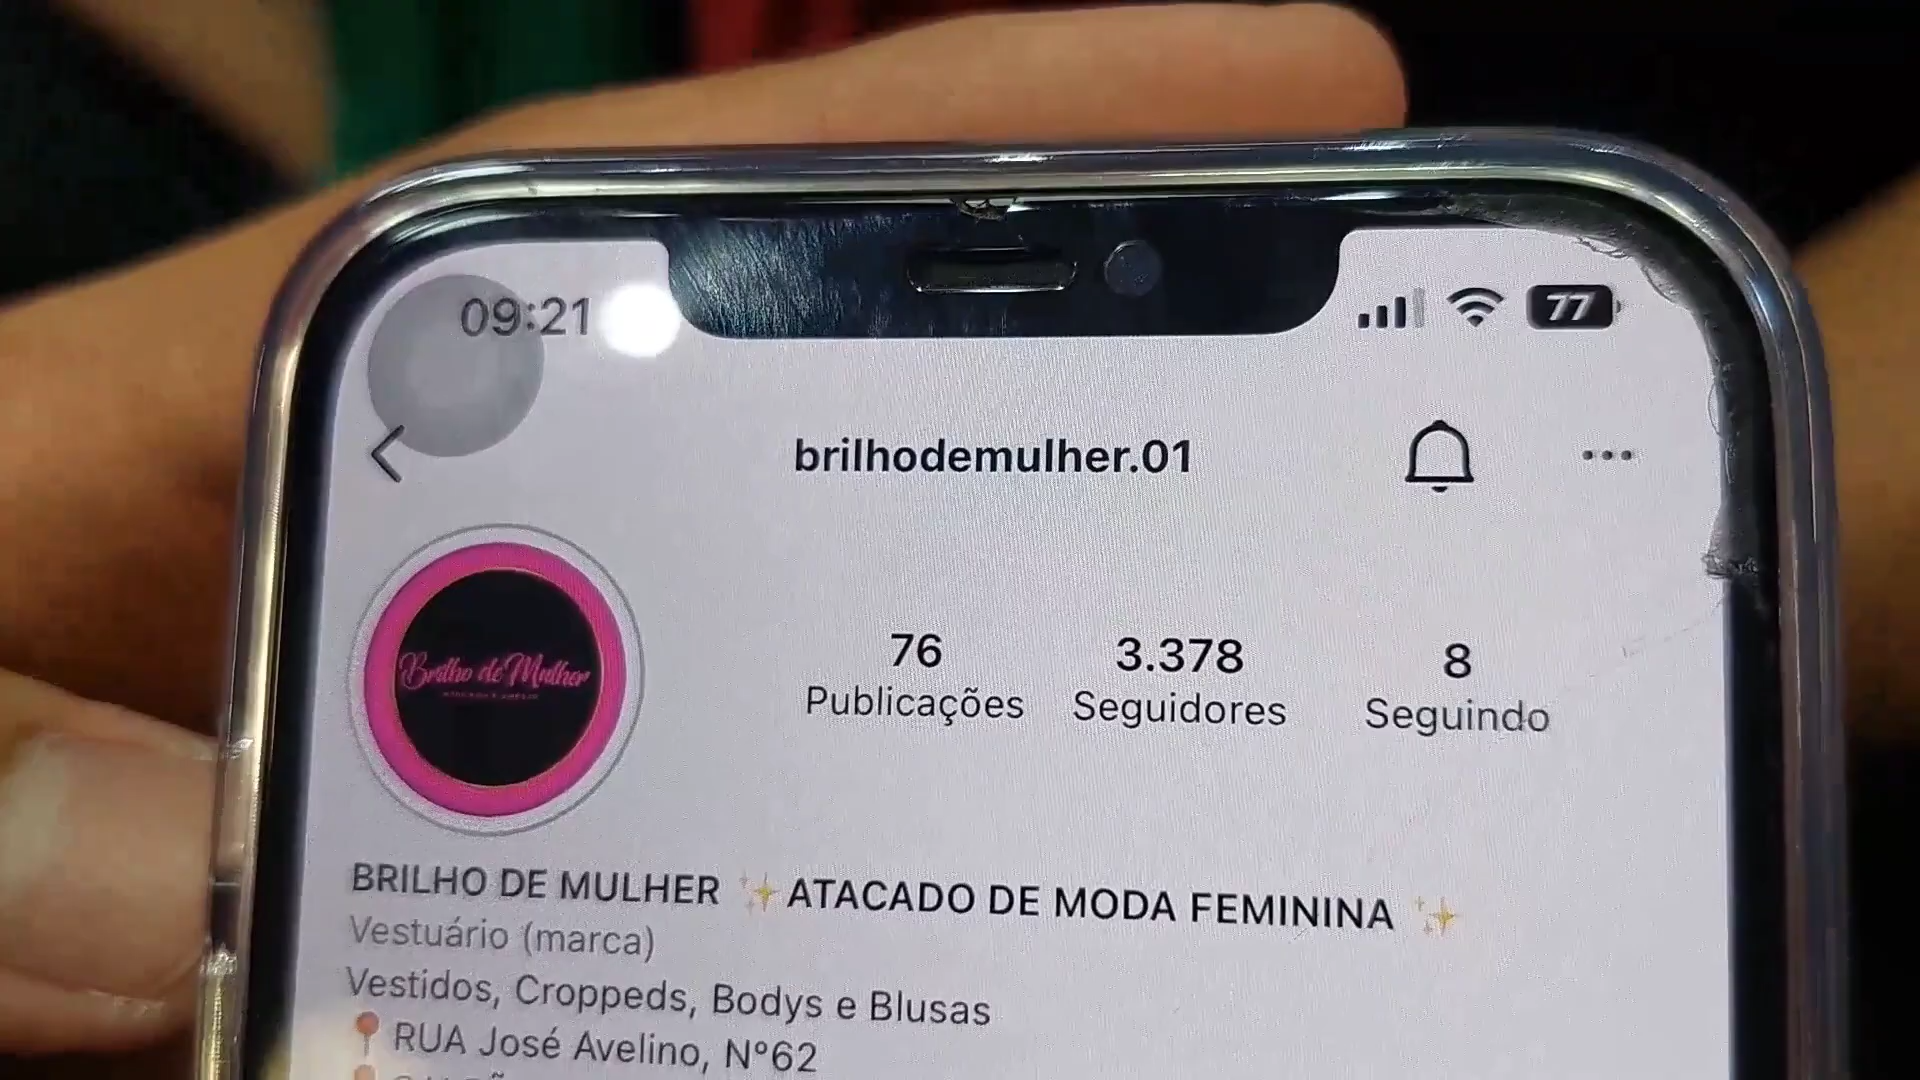 09:21
77
brilhodemulher.01
Brilho de Mulher
76
Publicações
3.378
Seguidores
8
Seguindo
BRILHO DE MULHER ✨ ATACADO DE MODA FEMININA ✨
Vestuário (marca)
Vestidos, Croppeds, Bodys e Blusas
📍 RUA José Avelino, Nº62